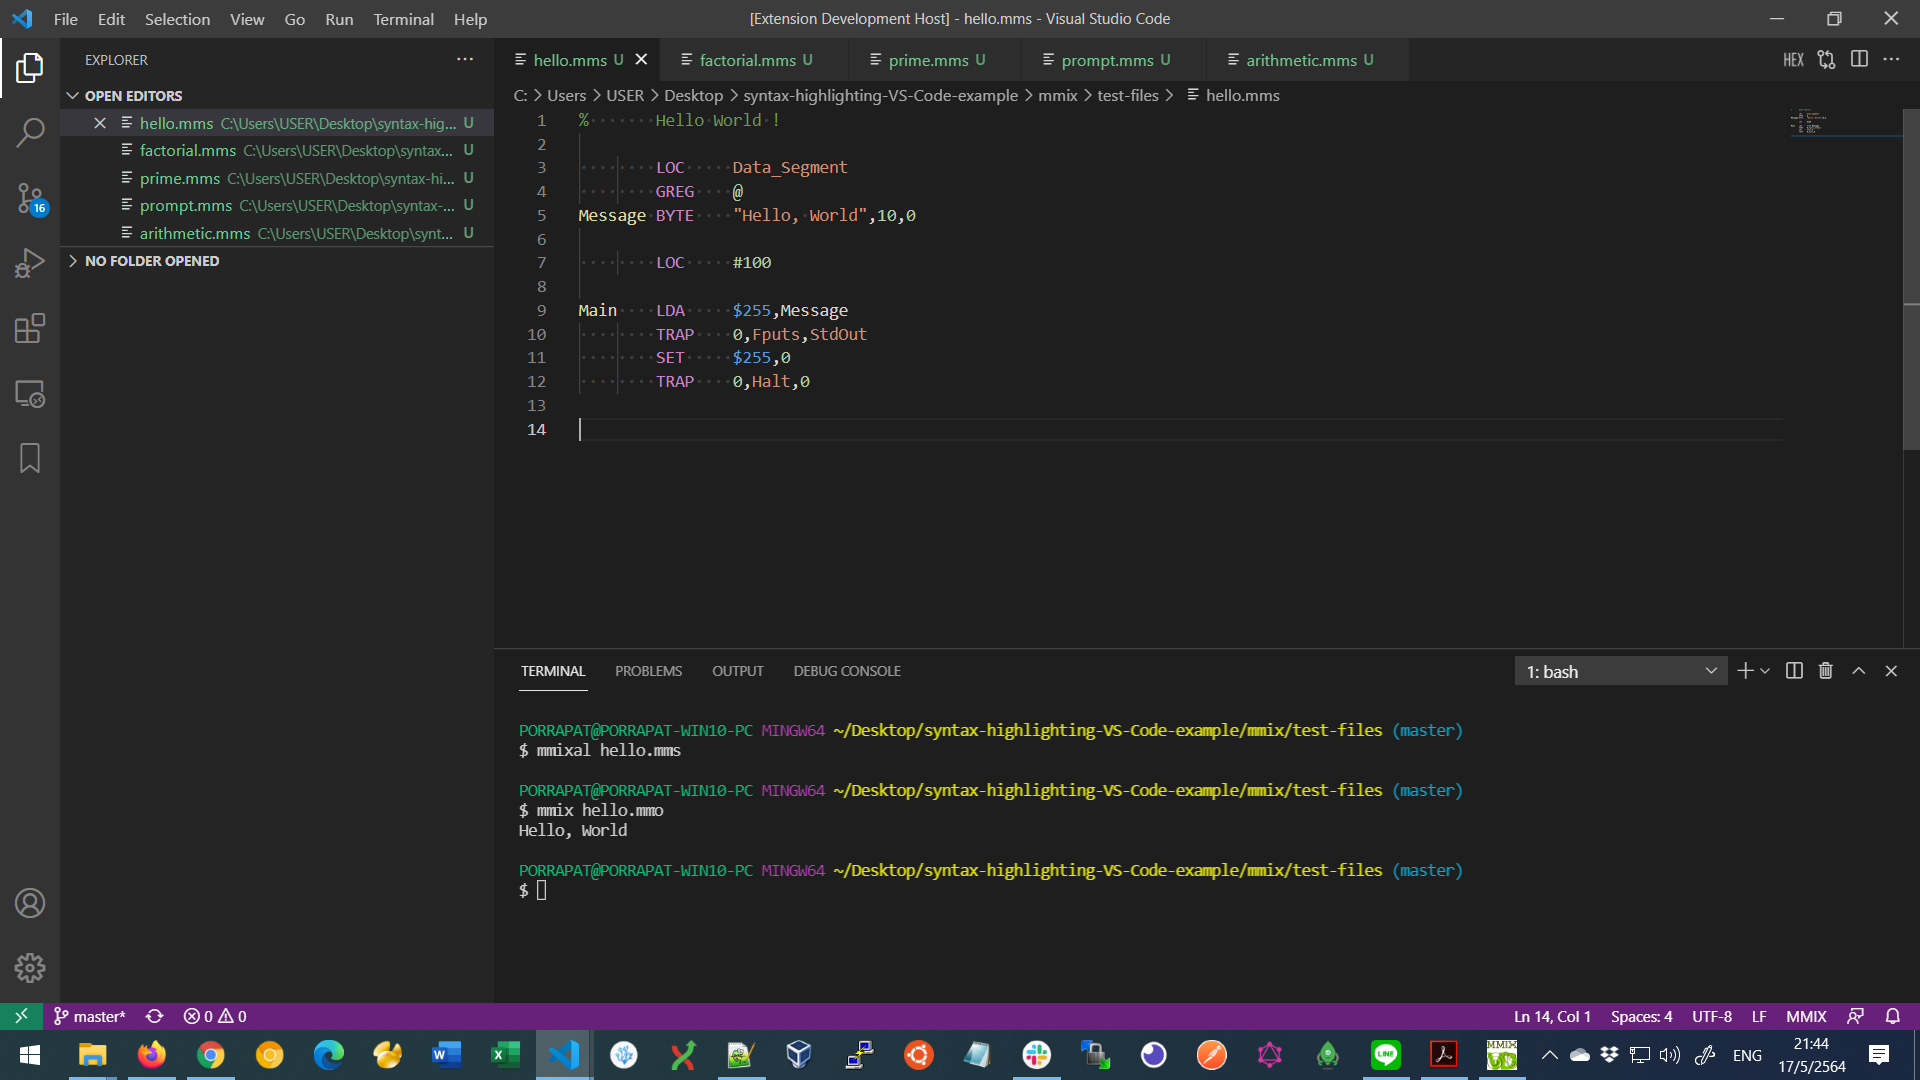 File Edit Selection View Go Run Terminal Help
[Extension Development Host] - hello.mms - Visual Studio Code
EXPLORER
OPEN EDITORS
hello.mms C:\Users\USER\Desktop\syntax-hig... U
factorial.mms C:\Users\USER\Desktop\syntax... U
prime.mms C:\Users\USER\Desktop\syntax-hi... U
prompt.mms C:\Users\USER\Desktop\syntax-... U
arithmetic.mms C:\Users\USER\Desktop\synt... U
NO FOLDER OPENED
16
hello.mms U factorial.mms U prime.mms U prompt.mms U arithmetic.mms U
HEX
C: > Users > USER > Desktop > syntax-highlighting-VS-Code-example > mmix > test-files > hello.mms
1 % Hello World !
2
3 LOC Data_Segment
4 GREG @
5 Message BYTE "Hello, World",10,0
6
7 LOC #100
8
9 Main LDA $255,Message
10 TRAP 0,Fputs,StdOut
11 SET $255,0
12 TRAP 0,Halt,0
13
14
TERMINAL PROBLEMS OUTPUT DEBUG CONSOLE
1: bash
PORRAPAT@PORRAPAT-WIN10-PC MINGW64 ~/Desktop/syntax-highlighting-VS-Code-example/mmix/test-files (master)
$ mmixal hello.mms
PORRAPAT@PORRAPAT-WIN10-PC MINGW64 ~/Desktop/syntax-highlighting-VS-Code-example/mmix/test-files (master)
$ mmix hello.mmo
Hello, World
PORRAPAT@PORRAPAT-WIN10-PC MINGW64 ~/Desktop/syntax-highlighting-VS-Code-example/mmix/test-files (master)
$
master* 0 0
Ln 14, Col 1 Spaces: 4 UTF-8 LF MMIX
LINE
MMIX
ENG
21:44
17/5/2564